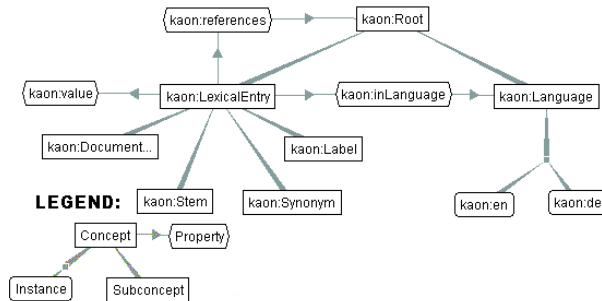 kaon:references
kaon:Root
kaon:value
kaon:LexicalEntry
kaon:inLanguage
kaon:Language
kaon:Document...
kaon:Label
kaon:Stem
kaon:Synonym
kaon:en
kaon:de
LEGEND:
Concept
Property
Instance
Subconcept